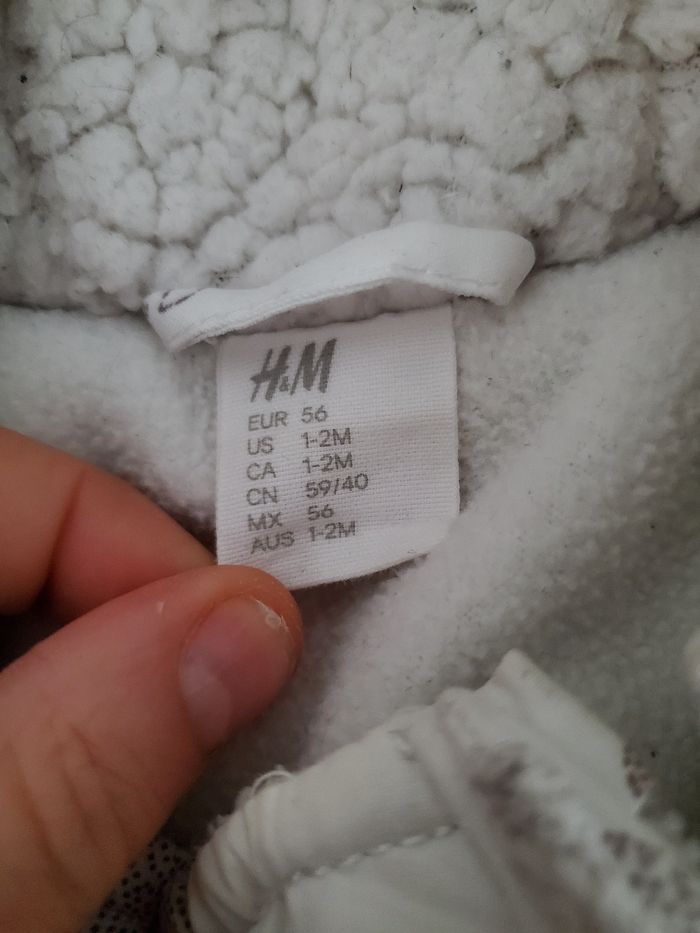 H&M
EUR 56
US 1-2M
CA 1-2M
CN 59/40
MX 56
AUS 1-2M